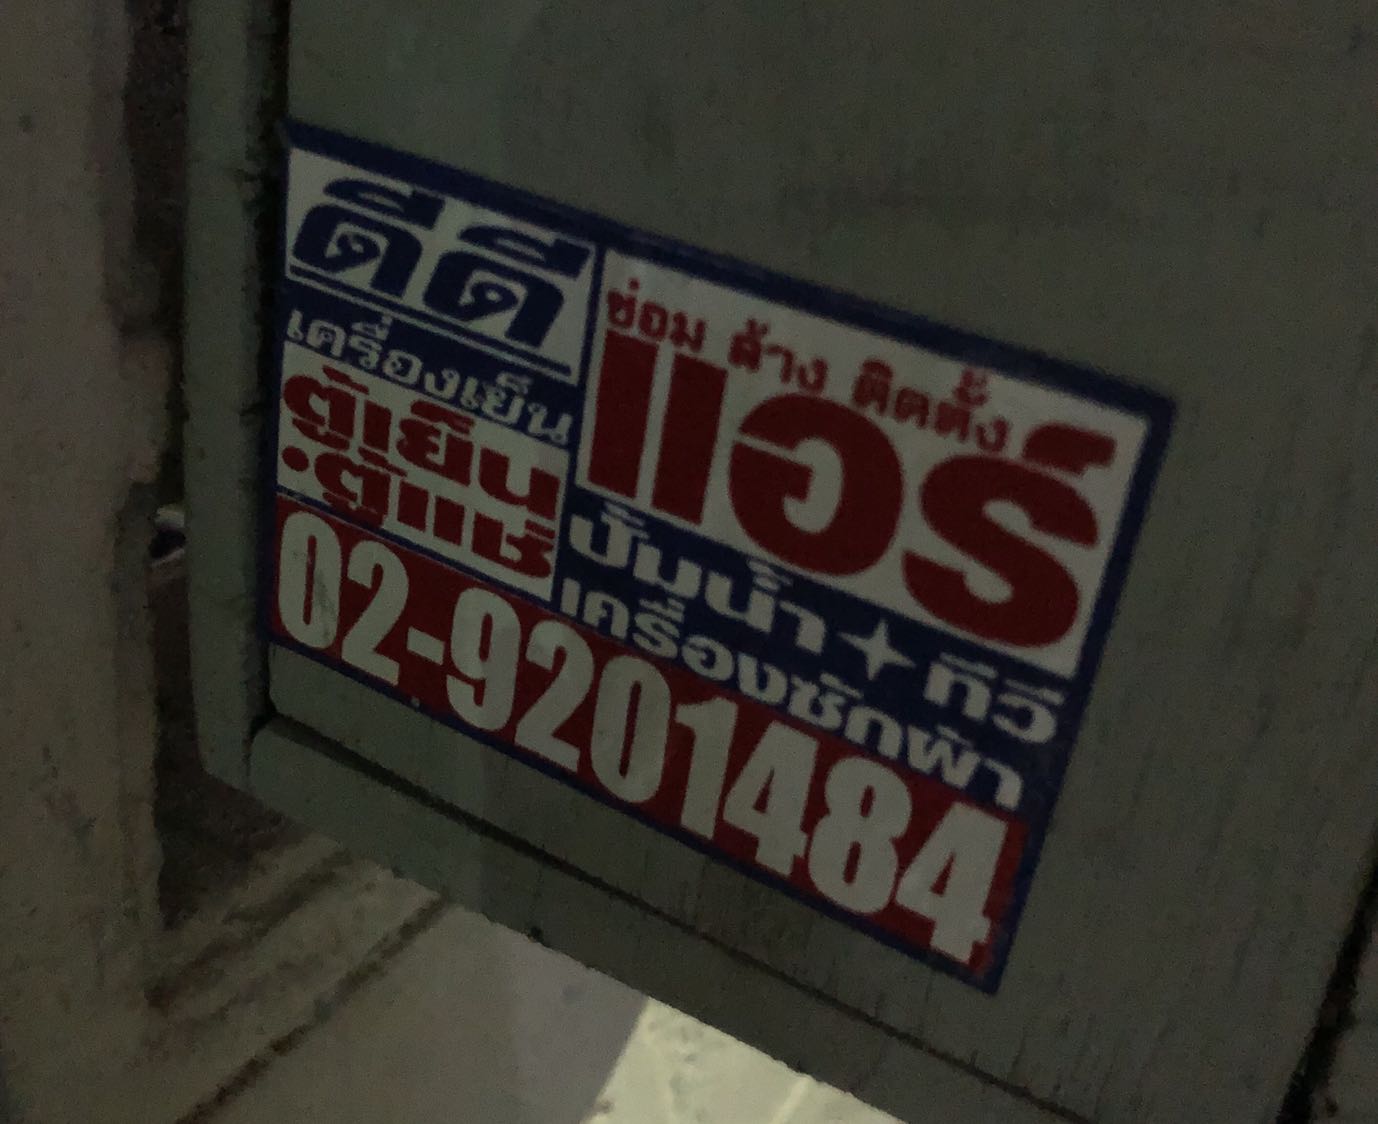 ดีดี
เครื่องเย็น
ตู้เย็น
•ตู้แช่
ซ่อม ล้าง ติดตั้ง
แอร์
ปั๊มน้ำ ✦ ทีวี
เครื่องซักผ้า
02-9201484